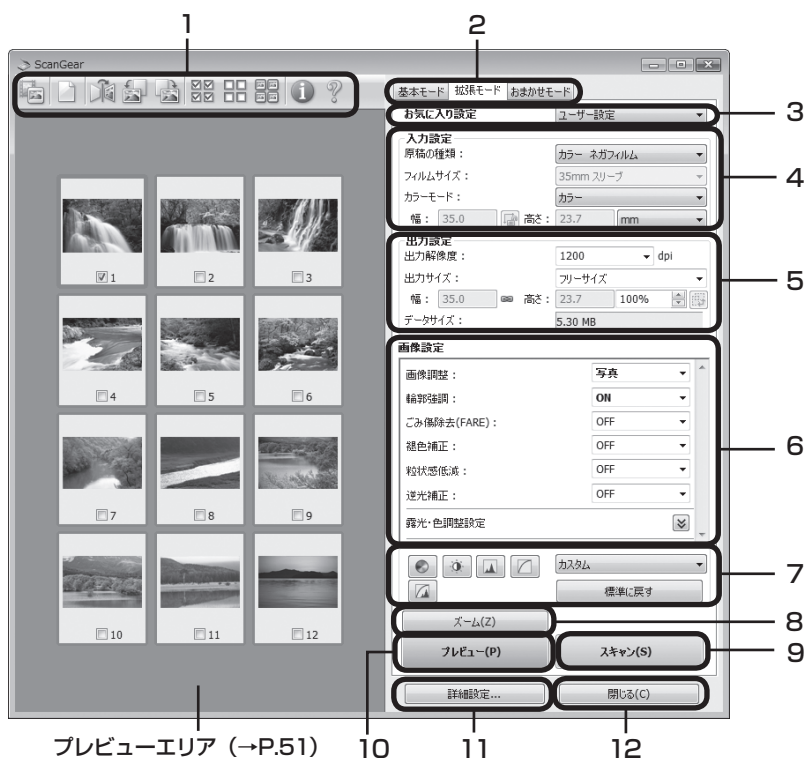 1
2
ScanGear
基本モード 拡張モード おまかせモード
お気に入り設定 ユーザー設定
3
入力設定
原稿の種類: カラー ネガフィルム
フィルムサイズ: 35mm スリーブ
カラーモード: カラー
幅: 35.0 高さ: 23.7 mm
4
出力設定
出力解像度: 1200 dpi
出力サイズ: フリーサイズ
幅: 35.0 高さ: 23.7 100%
データサイズ: 5.30 MB
5
画像設定
画像調整: 写真
輪郭強調: ON
ごみ傷除去(FARE): OFF
褪色補正: OFF
粒状感低減: OFF
逆光補正: OFF
露光・色調整設定
6
カスタム
標準に戻す
7
ズーム(Z)
8
プレビュー(P) スキャン(S)
9
詳細設定... 閉じる(C)
1 2 3
4 5 6
7 8 9
10 11 12
プレビューエリア(→P.51)
10
11
12